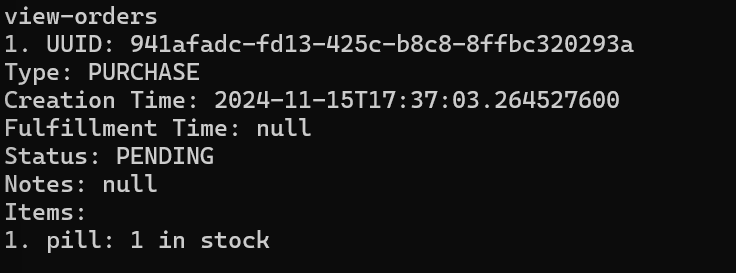 view-orders
1. UUID: 941afadc-fd13-425c-b8c8-8ffbc320293a
Type: PURCHASE
Creation Time: 2024-11-15T17:37:03.264527600
Fulfillment Time: null
Status: PENDING
Notes: null
Items:
1. pill: 1 in stock